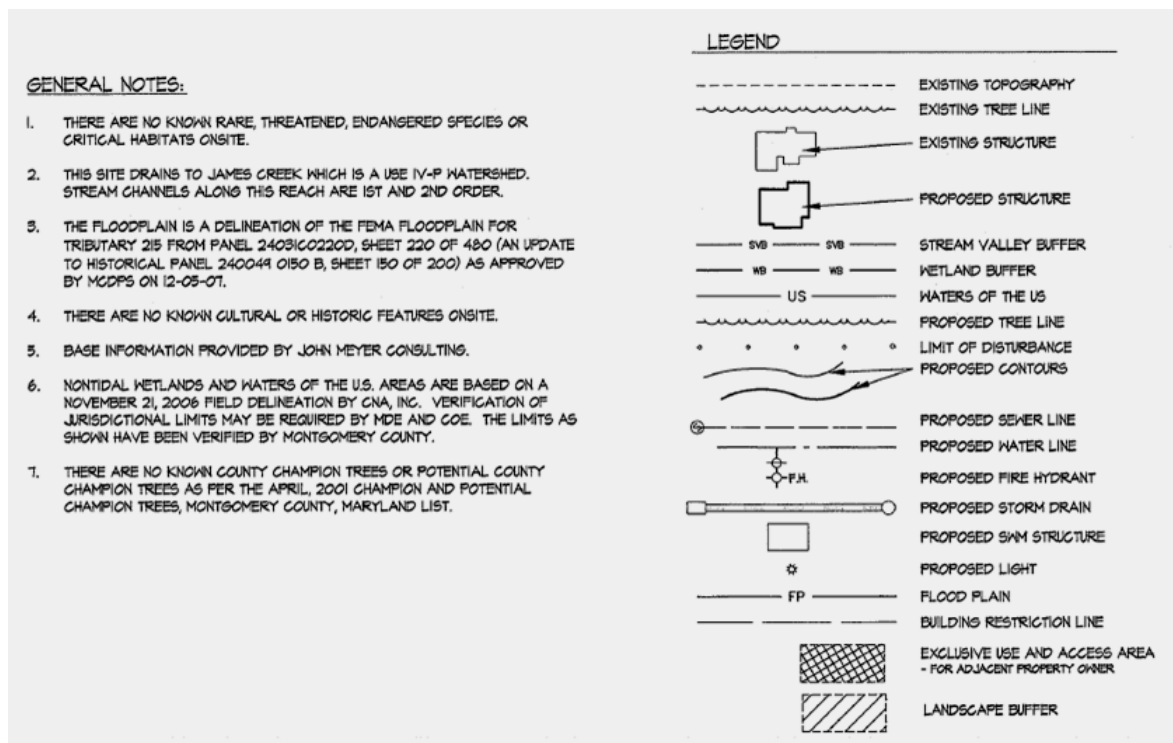 GENERAL NOTES:
1. THERE ARE NO KNOWN RARE, THREATENED, ENDANGERED SPECIES OR
CRITICAL HABITATS ONSITE.
2. THIS SITE DRAINS TO JAMES CREEK WHICH IS A USE IV-P WATERSHED.
STREAM CHANNELS ALONG THIS REACH ARE 1ST AND 2ND ORDER.
3. THE FLOODPLAIN IS A DELINEATION OF THE FEMA FLOODPLAIN FOR
TRIBUTARY 215 FROM PANEL 24031C0220D, SHEET 220 OF 480 (AN UPDATE
TO HISTORICAL PANEL 240049 0150 B, SHEET 150 OF 200) AS APPROVED
BY MCDPS ON 12-05-07.
4. THERE ARE NO KNOWN CULTURAL OR HISTORIC FEATURES ONSITE.
5. BASE INFORMATION PROVIDED BY JOHN MEYER CONSULTING.
6. NONTIDAL WETLANDS AND WATERS OF THE U.S. AREAS ARE BASED ON A
NOVEMBER 21, 2006 FIELD DELINEATION BY CNA, INC. VERIFICATION OF
JURISDICTIONAL LIMITS MAY BE REQUIRED BY MDE AND COE. THE LIMITS AS
SHOWN HAVE BEEN VERIFIED BY MONTGOMERY COUNTY.
7. THERE ARE NO KNOWN COUNTY CHAMPION TREES OR POTENTIAL COUNTY
CHAMPION TREES AS PER THE APRIL, 2001 CHAMPION AND POTENTIAL
CHAMPION TREES, MONTGOMERY COUNTY, MARYLAND LIST.
LEGEND
EXISTING TOPOGRAPHY
EXISTING TREE LINE
EXISTING STRUCTURE
PROPOSED STRUCTURE
SVB SVB STREAM VALLEY BUFFER
WB WB WETLAND BUFFER
US WATERS OF THE US
PROPOSED TREE LINE
LIMIT OF DISTURBANCE
PROPOSED CONTOURS
S PROPOSED SEWER LINE
PROPOSED WATER LINE
F.H. PROPOSED FIRE HYDRANT
PROPOSED STORM DRAIN
PROPOSED SWM STRUCTURE
PROPOSED LIGHT
FP FLOOD PLAIN
BUILDING RESTRICTION LINE
EXCLUSIVE USE AND ACCESS AREA
- FOR ADJACENT PROPERTY OWNER
LANDSCAPE BUFFER